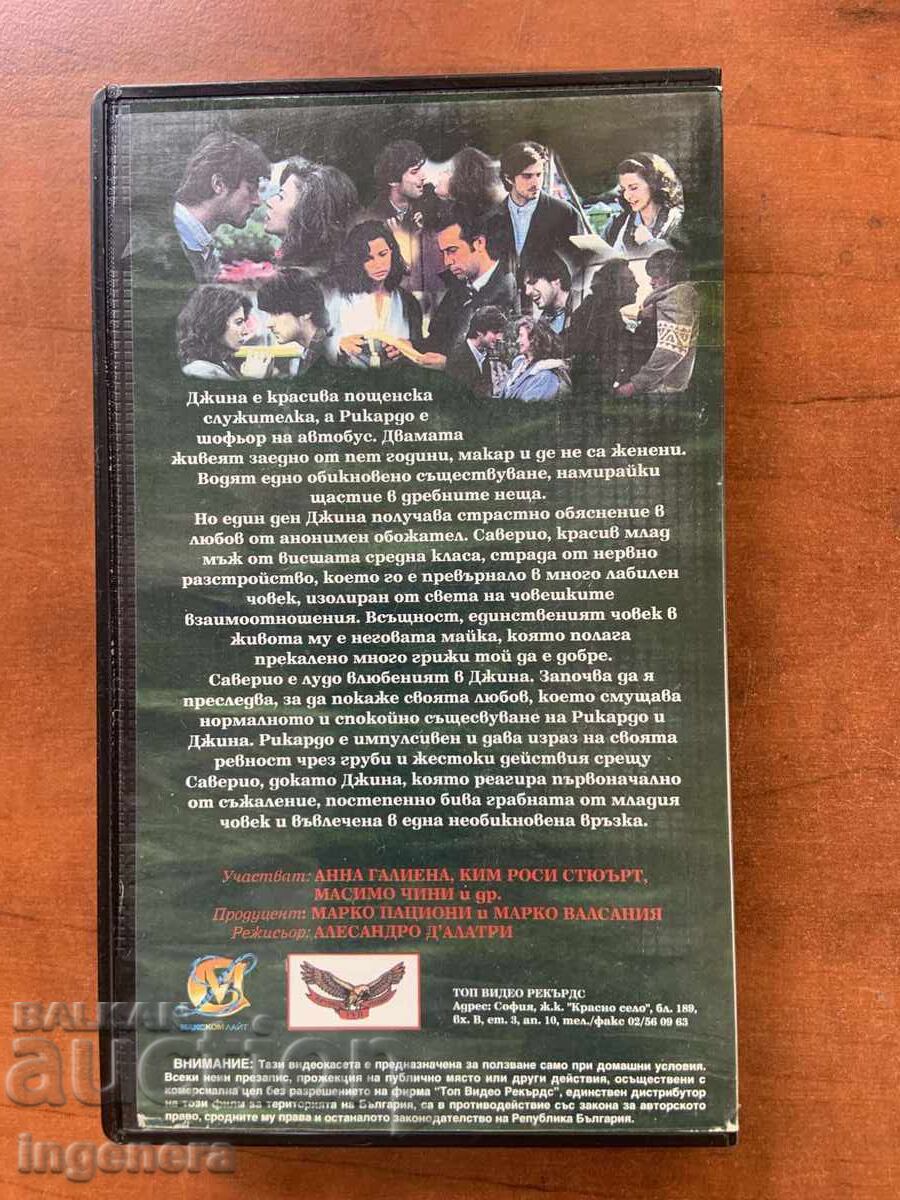 Джина е красива пощенска
служителка, а Рикардо е
шофьор на автобус. Двамата
живеят заедно от пет години, макар и де не са женени.
Водят едно обикновено съществуване, намирайки
щастие в дребните неща.
Но един ден Джина получава страстно обяснение в
любов от анонимен обожател. Саверио, красив млад
мъж от висшата средна класа, страда от нервно
разстройство, което го е превърнало в много лабилен
човек, изолиран от света на човешките
взаимоотношения. Всъщност, единственият човек в
живота му е неговата майка, която полага
прекалено много грижи той да е добре.
Саверио е лудо влюбеният в Джина. Започва да я
преследва, за да покаже своята любов, което смущава
нормалното и спокойно същесвуване на Рикардо и
Джина. Рикардо е импулсивен и дава израз на своята
ревност чрез груби и жестоки действия срещу
Саверио, докато Джина, която реагира първоначално
от съжаление, постепенно бива грабната от младия
човек и въвлечена в една необикновена връзка.
Участват: АННА ГАЛИЕНА, КИМ РОСИ СТЮЪРТ,
МАСИМО ЧИНИ и др.
Продуцент: МАРКО ПАЦИОНИ и МАРКО ВАЛСАНИЯ
Режисьор: АЛЕСАНДРО Д'АЛАТРИ
МАКСКОМ ЛАЙТ
ТОП ВИДЕО РЕКЪРДС
Адрес: София, ж.к. "Красно село", бл. 189,
вх. В, ет. 3, ап. 10, тел./факс 02/56 09 63
ВНИМАНИЕ: Тази видеокасета е предназначена за ползване само при домашни условия.
Всеки неин презапис, прожекция на публично място или други действия, осъществени с
комерсиална цел без разрешението на фирма "Топ Видео Рекърдс", единствен дистрибутор
на този филм за територията на България, са в противодействие със закона за авторското
право, сродните му права и останалото законодателство на Република България.
BALKAN
auction
ingenera